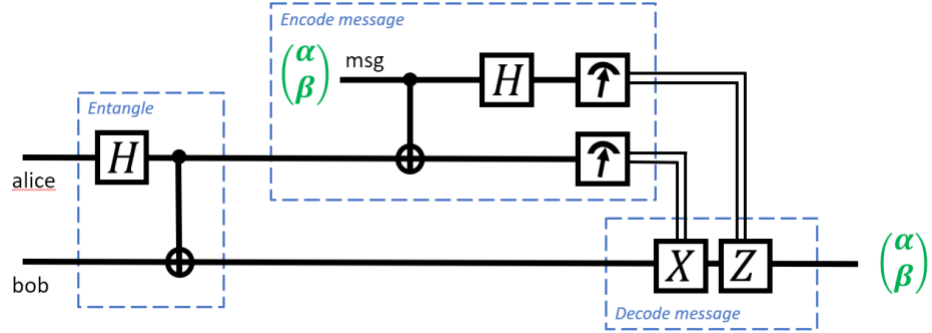 Encode message
α
β
msg
H
Entangle
H
alice
bob
X
Z
α
β
Decode message